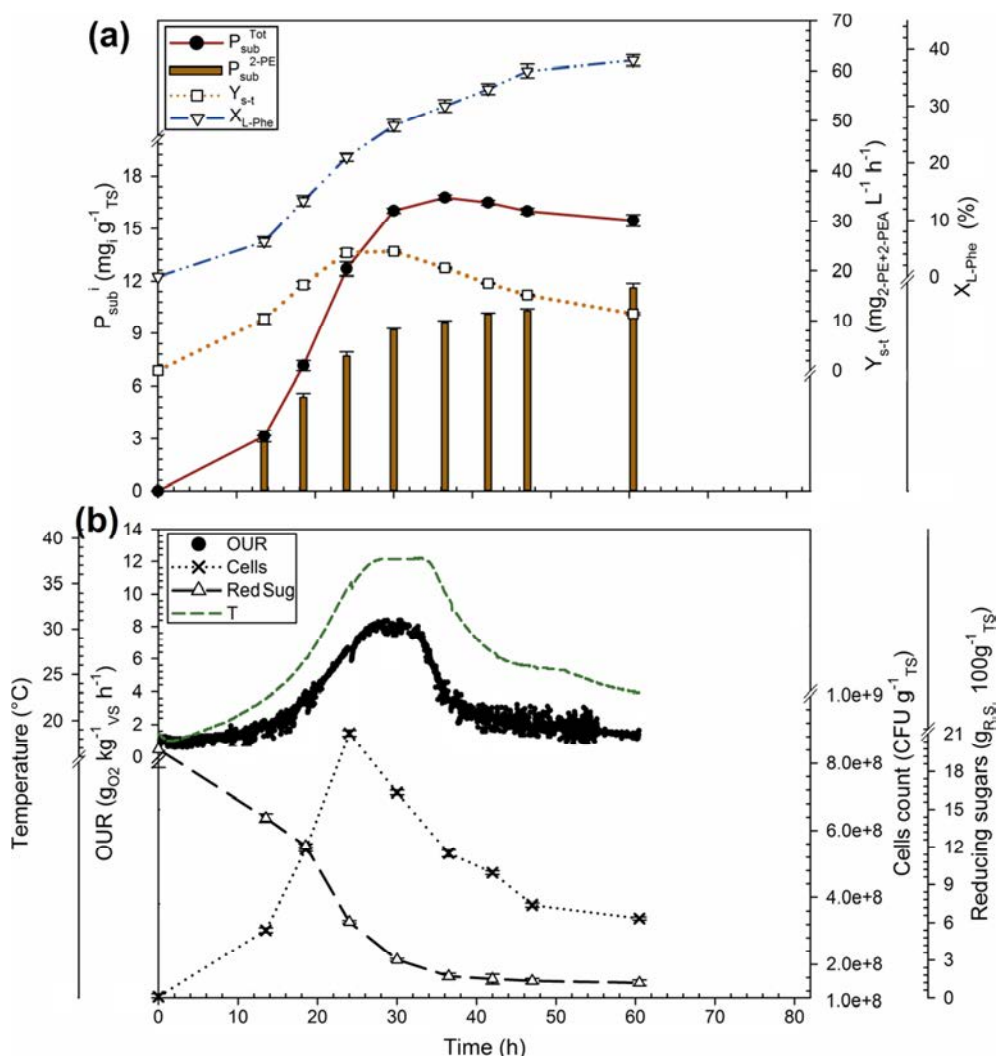 (a)
P_sub^Tot
P_sub^2-PE
Y_s-t
X_L-Phe
P_sub^i (mg_i g^-1_TS)
18
15
12
9
6
3
0
70
60
50
40
30
20
10
0
Y_s-t (mg_2-PE+2-PEA L^-1 h^-1)
40
30
20
10
0
X_L-Phe (%)
(b)
OUR
Cells
Red Sug
T
Temperature (°C)
40
35
30
25
20
OUR (g_O2 kg^-1_VS h^-1)
14
12
10
8
6
4
2
0
1.0e+9
8.0e+8
6.0e+8
4.0e+8
2.0e+8
1.0e+8
Cells count (CFU g^-1_TS)
21
18
15
12
9
6
3
0
Reducing sugars (g_R,S, 100g^-1_TS)
0 10 20 30 40 50 60 70 80
Time (h)